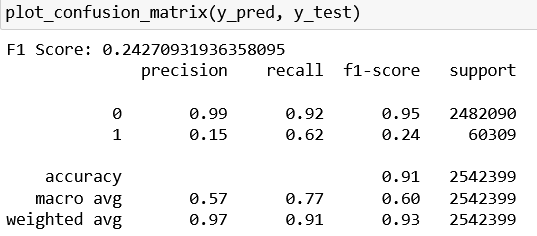 plot_confusion_matrix(y_pred, y_test)
F1 Score: 0.24270931936358095
precision recall f1-score support
0 0.99 0.92 0.95 2482090
1 0.15 0.62 0.24 60309
accuracy 0.91 2542399
macro avg 0.57 0.77 0.60 2542399
weighted avg 0.97 0.91 0.93 2542399